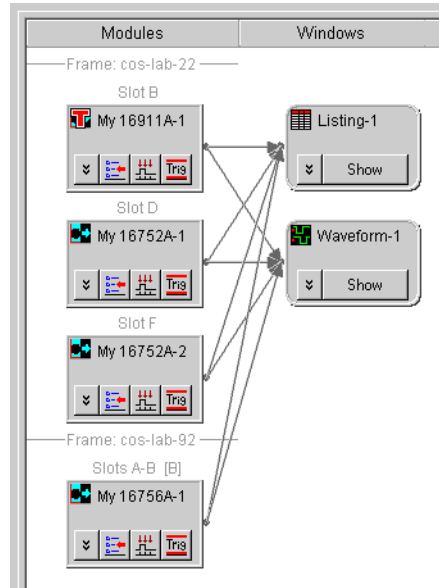 Modules
Windows
Frame: cos-lab-22
Slot B
My 16911A-1
Trig
Listing-1
Show
Slot D
My 16752A-1
Trig
Waveform-1
Show
Slot F
My 16752A-2
Trig
Frame: cos-lab-92
Slots A-B [B]
My 16756A-1
Trig